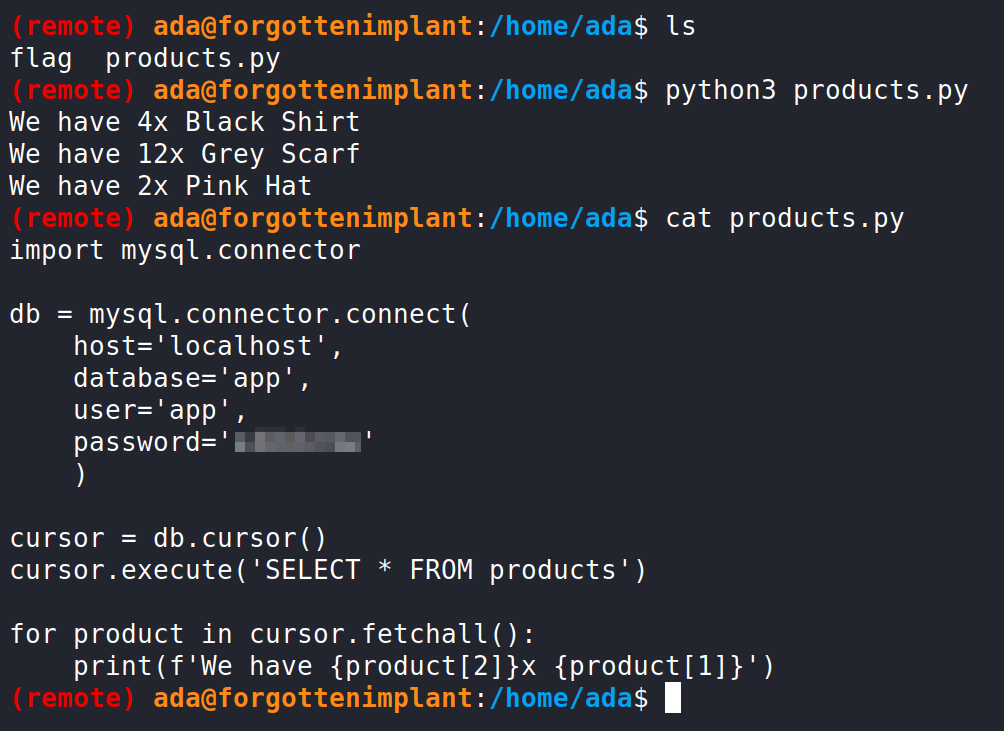 (remote) ada@forgottenimplant:/home/ada$ ls
flag  products.py
(remote) ada@forgottenimplant:/home/ada$ python3 products.py
We have 4x Black Shirt
We have 12x Grey Scarf
We have 2x Pink Hat
(remote) ada@forgottenimplant:/home/ada$ cat products.py
import mysql.connector

db = mysql.connector.connect(
    host='localhost',
    database='app',
    user='app',
    password=' '
    )

cursor = db.cursor()
cursor.execute('SELECT * FROM products')

for product in cursor.fetchall():
    print(f'We have {product[2]}x {product[1]}')
(remote) ada@forgottenimplant:/home/ada$